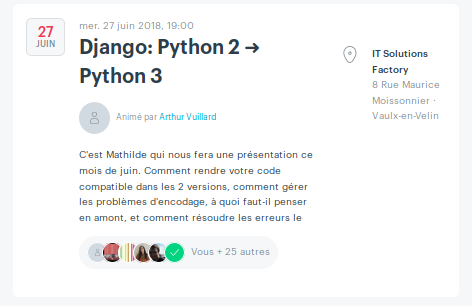 27
JUIN
mer. 27 juin 2018, 19:00
Django: Python 2 →
Python 3
Animé par Arthur Vuillard
C'est Mathilde qui nous fera une présentation ce
mois de juin. Comment rendre votre code
compatible dans les 2 versions, comment gérer
les problèmes d'encodage, à quoi faut-il penser
en amont, et comment résoudre les erreurs le
Vous + 25 autres
IT Solutions
Factory
8 Rue Maurice
Moissonnier ·
Vaulx-en-Velin